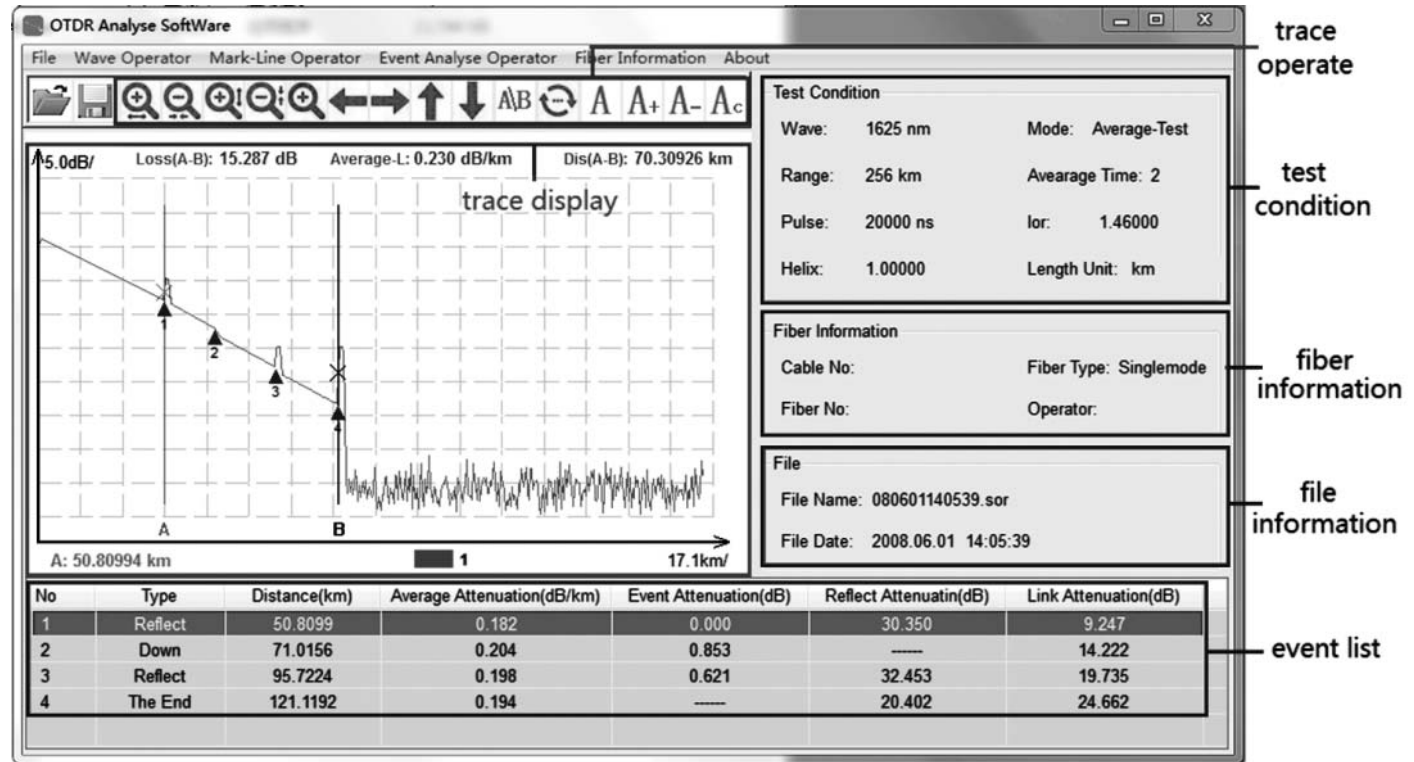 OTDR Analyse SoftWare
File Wave Operator Mark-Line Operator Event Analyse Operator Fiber Information About
trace operate
A\B A A+ A- Ac
5.0dB/ Loss(A-B): 15.287 dB Average-L: 0.230 dB/km Dis(A-B): 70.30926 km
trace display
1
2
3
4
A B
A: 50.80994 km 1 17.1km/
Test Condition
Wave: 1625 nm Mode: Average-Test
Range: 256 km Avearage Time: 2
Pulse: 20000 ns Ior: 1.46000
Helix: 1.00000 Length Unit: km
test condition
Fiber Information
Cable No: Fiber Type: Singlemode
Fiber No: Operator:
fiber information
File
File Name: 080601140539.sor
File Date: 2008.06.01 14:05:39
file information
No Type Distance(km) Average Attenuation(dB/km) Event Attenuation(dB) Reflect Attenuatin(dB) Link Attenuation(dB)
1 Reflect 50.8099 0.182 0.000 30.350 9.247
2 Down 71.0156 0.204 0.853 ------ 14.222
3 Reflect 95.7224 0.198 0.621 32.453 19.735
4 The End 121.1192 0.194 ------ 20.402 24.662
event list